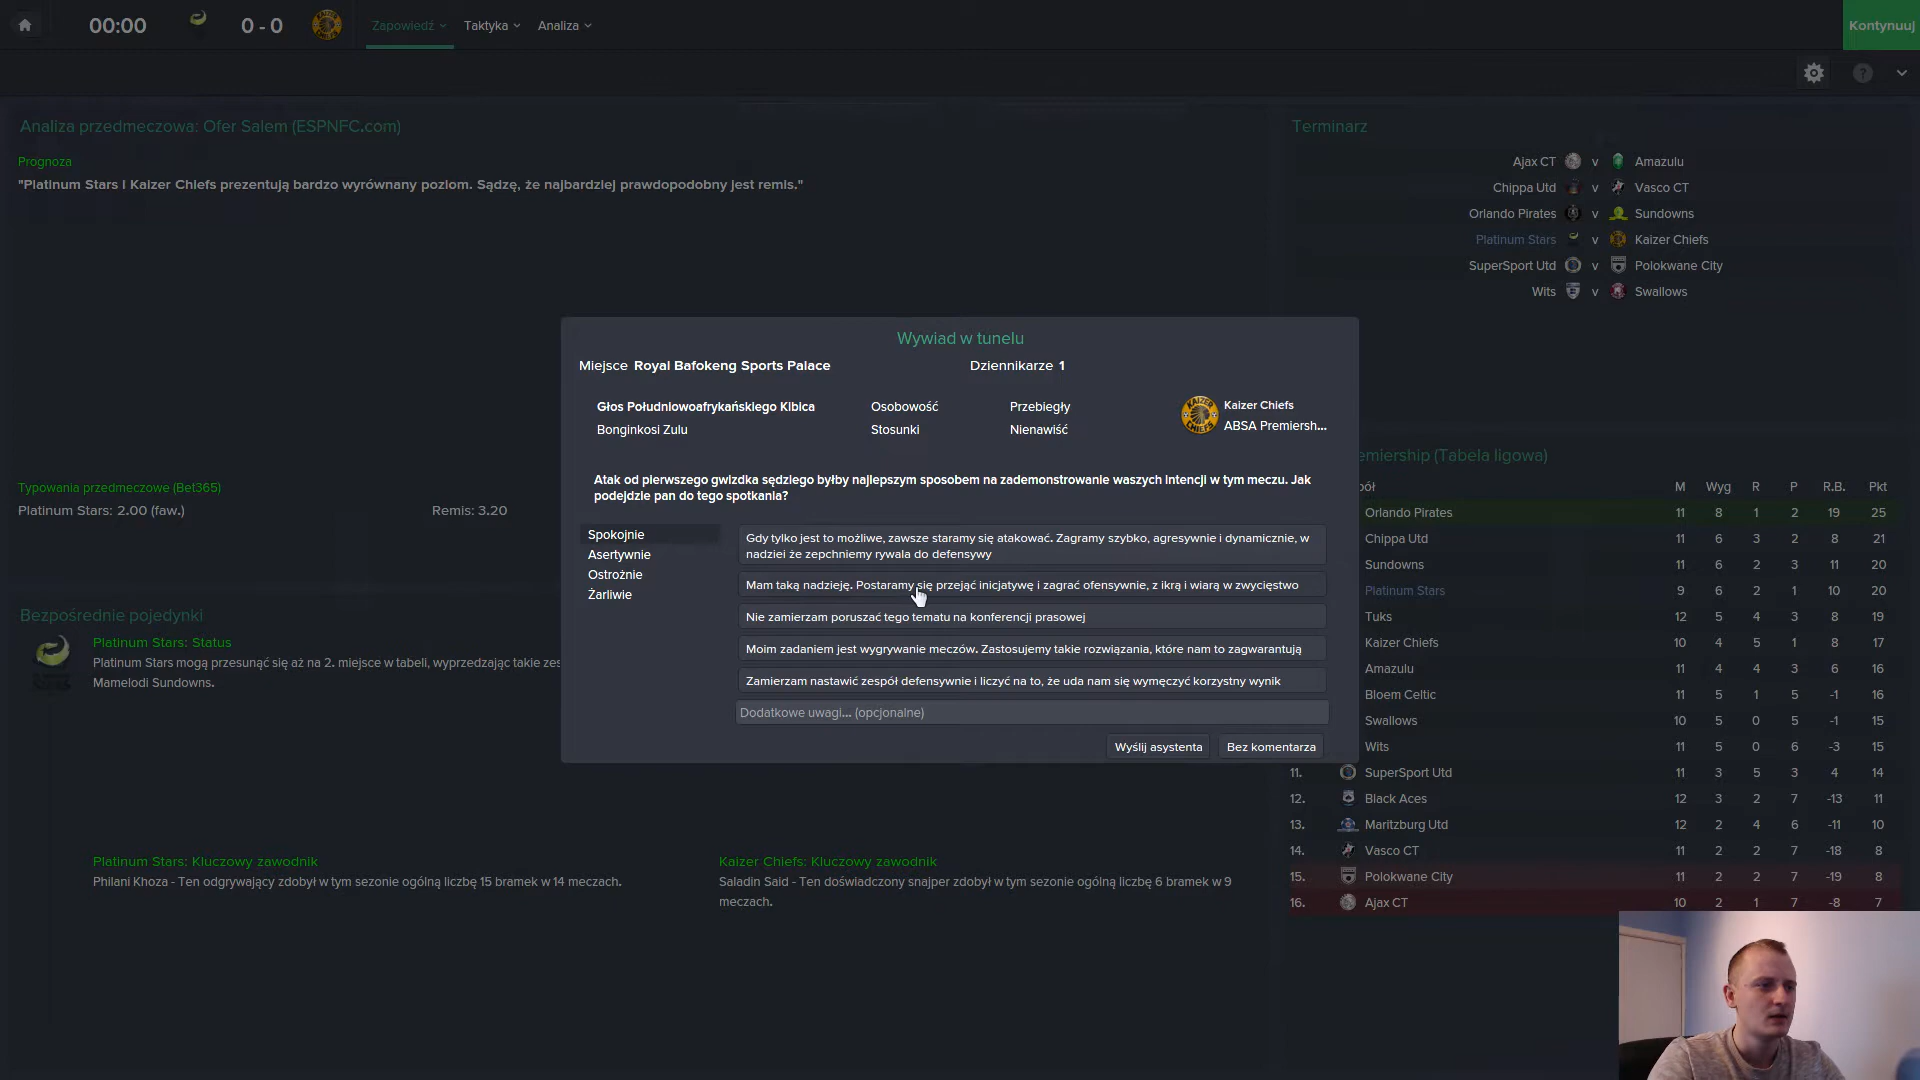 00:00
0 - 0
Zapowiedź
Taktyka
Analiza
Kontynuuj
?
Analiza przedmeczowa: Ofer Salem (ESPNFC.com)
Prognoza
"Platinum Stars i Kaizer Chiefs prezentują bardzo wyrównany poziom. Sądzę, że najbardziej prawdopodobny jest remis."
Terminarz
Ajax CT v Amazulu
Chippa Utd v Vasco CT
Orlando Pirates v Sundowns
Platinum Stars v Kaizer Chiefs
SuperSport Utd v Polokwane City
Wits v Swallows
Wywiad w tunelu
Miejsce Royal Bafokeng Sports Palace
Dziennikarze 1
Głos Południowoafrykańskiego Kibica
Osobowość
Przebiegły
Bonginkosi Zulu
Stosunki
Nienawiść
Kaizer Chiefs
ABSA Premiersh...
Atak od pierwszego gwizdka sędziego byłby najlepszym sposobem na zademonstrowanie waszych intencji w tym meczu. Jak
podejdzie pan do tego spotkania?
Spokojnie
Asertywnie
Ostrożnie
Żarliwie
Gdy tylko jest to możliwe, zawsze staramy się atakować. Zagramy szybko, agresywnie i dynamicznie, w
nadziei że zepchniemy rywala do defensywy
Mam taką nadzieję. Postaramy się przejąć inicjatywę i zagrać ofensywnie, z ikrą i wiarą w zwycięstwo
Nie zamierzam poruszać tego tematu na konferencji prasowej
Moim zadaniem jest wygrywanie meczów. Zastosujemy takie rozwiązania, które nam to zagwarantują
Zamierzam nastawić zespół defensywnie i liczyć na to, że uda nam się wymęczyć korzystny wynik
Dodatkowe uwagi... (opcjonalne)
Wyślij asystenta
Bez komentarza
Typowania przedmeczowe (Bet365)
Platinum Stars: 2.00 (faw.)
Remis: 3.20
Bezpośrednie pojedynki
Platinum Stars: Status
Platinum Stars mogą przesunąć się aż na 2. miejsce w tabeli, wyprzedzając takie zes
Mamelodi Sundowns.
Platinum Stars: Kluczowy zawodnik
Philani Khoza - Ten odgrywający zdobył w tym sezonie ogólną liczbę 15 bramek w 14 meczach.
Kaizer Chiefs: Kluczowy zawodnik
Saladin Said - Ten doświadczony snajper zdobył w tym sezonie ogólną liczbę 6 bramek w 9
meczach.
emiership (Tabela ligowa)
pół M Wyg R P R.B. Pkt
Orlando Pirates 11 8 1 2 19 25
Chippa Utd 11 6 3 2 8 21
Sundowns 11 6 2 3 11 20
Platinum Stars 9 6 2 1 10 20
Tuks 12 5 4 3 8 19
Kaizer Chiefs 10 4 5 1 8 17
Amazulu 11 4 4 3 6 16
Bloem Celtic 11 5 1 5 -1 16
Swallows 10 5 0 5 -1 15
Wits 11 5 0 6 -3 15
11. SuperSport Utd 11 3 5 3 4 14
12. Black Aces 12 3 2 7 -13 11
13. Maritzburg Utd 12 2 4 6 -11 10
14. Vasco CT 11 2 2 7 -18 8
15. Polokwane City 11 2 2 7 -19 8
16. Ajax CT 10 2 1 7 -8 7